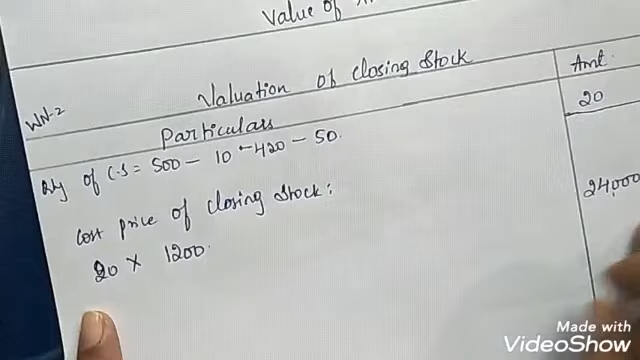 Value of
WN-2 Valuation of Closing Stock Amt.
Particulars 20
Qty of C.S = 500 - 10 - 420 - 50.
Cost price of closing stock: 24,000
20 x 1200.
Made with
VideoShow